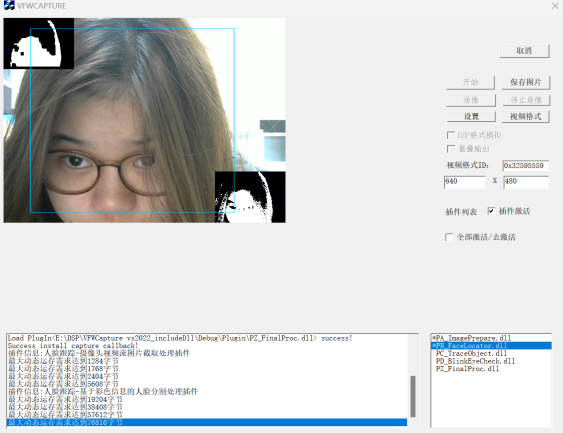 VFWCAPTURE
取消
开始
保存图片
录像
停止录像
设置
视频格式
DSP格式模拟
重叠输出
视频格式ID:
0x32595559
640
X
480
插件列表
插件激活
全部激活/去激活
Load PlugIn<E:\DSP\VFWCapture vs2022_includeDll\Debug\Plugin\PZ_FinalProc.dll> success!
Success install capture callback!
插件信息:人脸跟踪-摄像头视频流图片截取处理插件
最大动态运存需求达到1284字节
最大动态运存需求达到1768字节
最大动态运存需求达到2404字节
最大动态运存需求达到5608字节
插件信息:人脸跟踪-基于彩色信息的人脸分割处理插件
最大动态运存需求达到19204字节
最大动态运存需求达到38408字节
最大动态运存需求达到57612字节
最大动态运存需求达到76816字节
*PA_ImagePrepare.dll
*PB_FaceLocator.dll
PC_TraceObject.dll
PD_BlinkEyeCheck.dll
PZ_FinalProc.dll